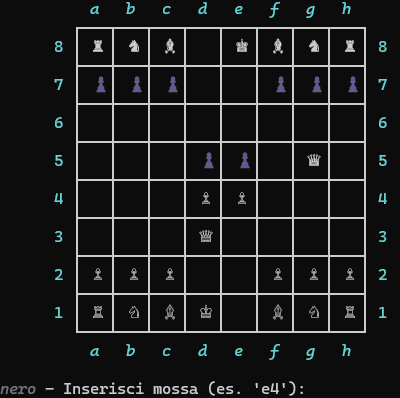 a b c d e f g h
8 ♜ ♞ ♝ ♚ ♝ ♞ ♜ 8
7 ♟ ♟ ♟ ♟ ♟ ♟ 7
6 6
5 ♟ ♟ ♛ 5
4 ♙ ♙ 4
3 ♕ 3
2 ♙ ♙ ♙ ♙ ♙ ♙ 2
1 ♖ ♘ ♗ ♔ ♗ ♘ ♖ 1
a b c d e f g h
nero – Inserisci mossa (es. 'e4'):